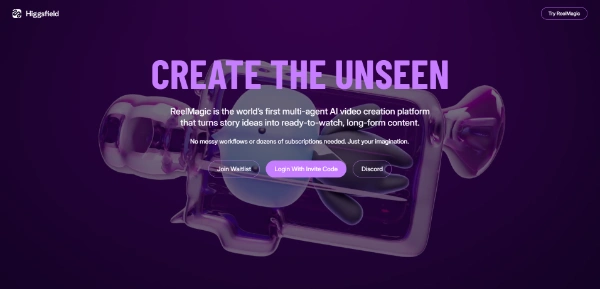 Higgsfield
Try ReelMagic
CREATE THE UNSEEN
ReelMagic is the world's first multi-agent AI video creation platform
that turns story ideas into ready-to-watch, long-form content.
No messy workflows or dozens of subscriptions needed. Just your imagination.
Join Waitlist
Login With Invite Code
Discord